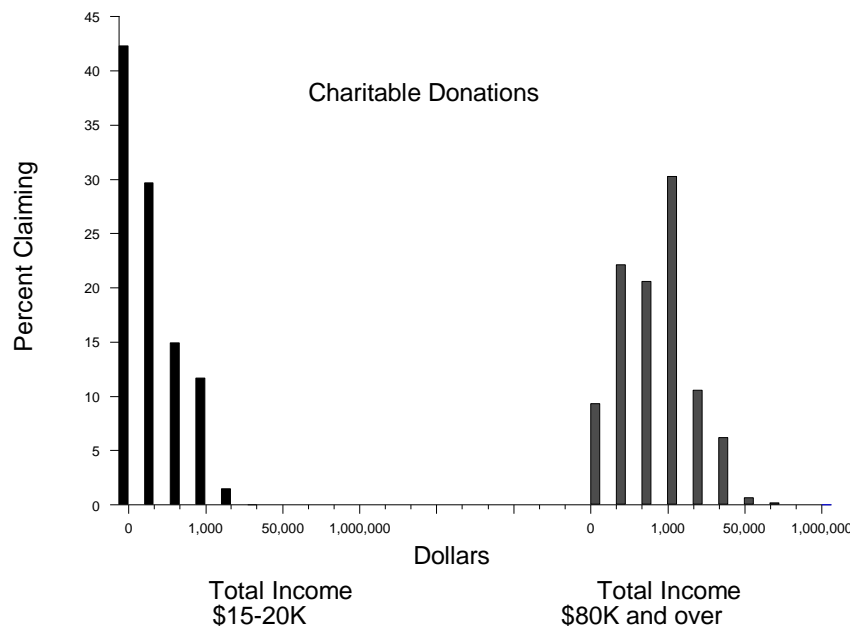 Charitable Donations
Percent Claiming
45
40
35
30
25
20
15
10
5
0
0 1,000 50,000 1,000,000 0 1,000 50,000 1,000,000
Dollars
Total Income Total Income
$15-20K $80K and over